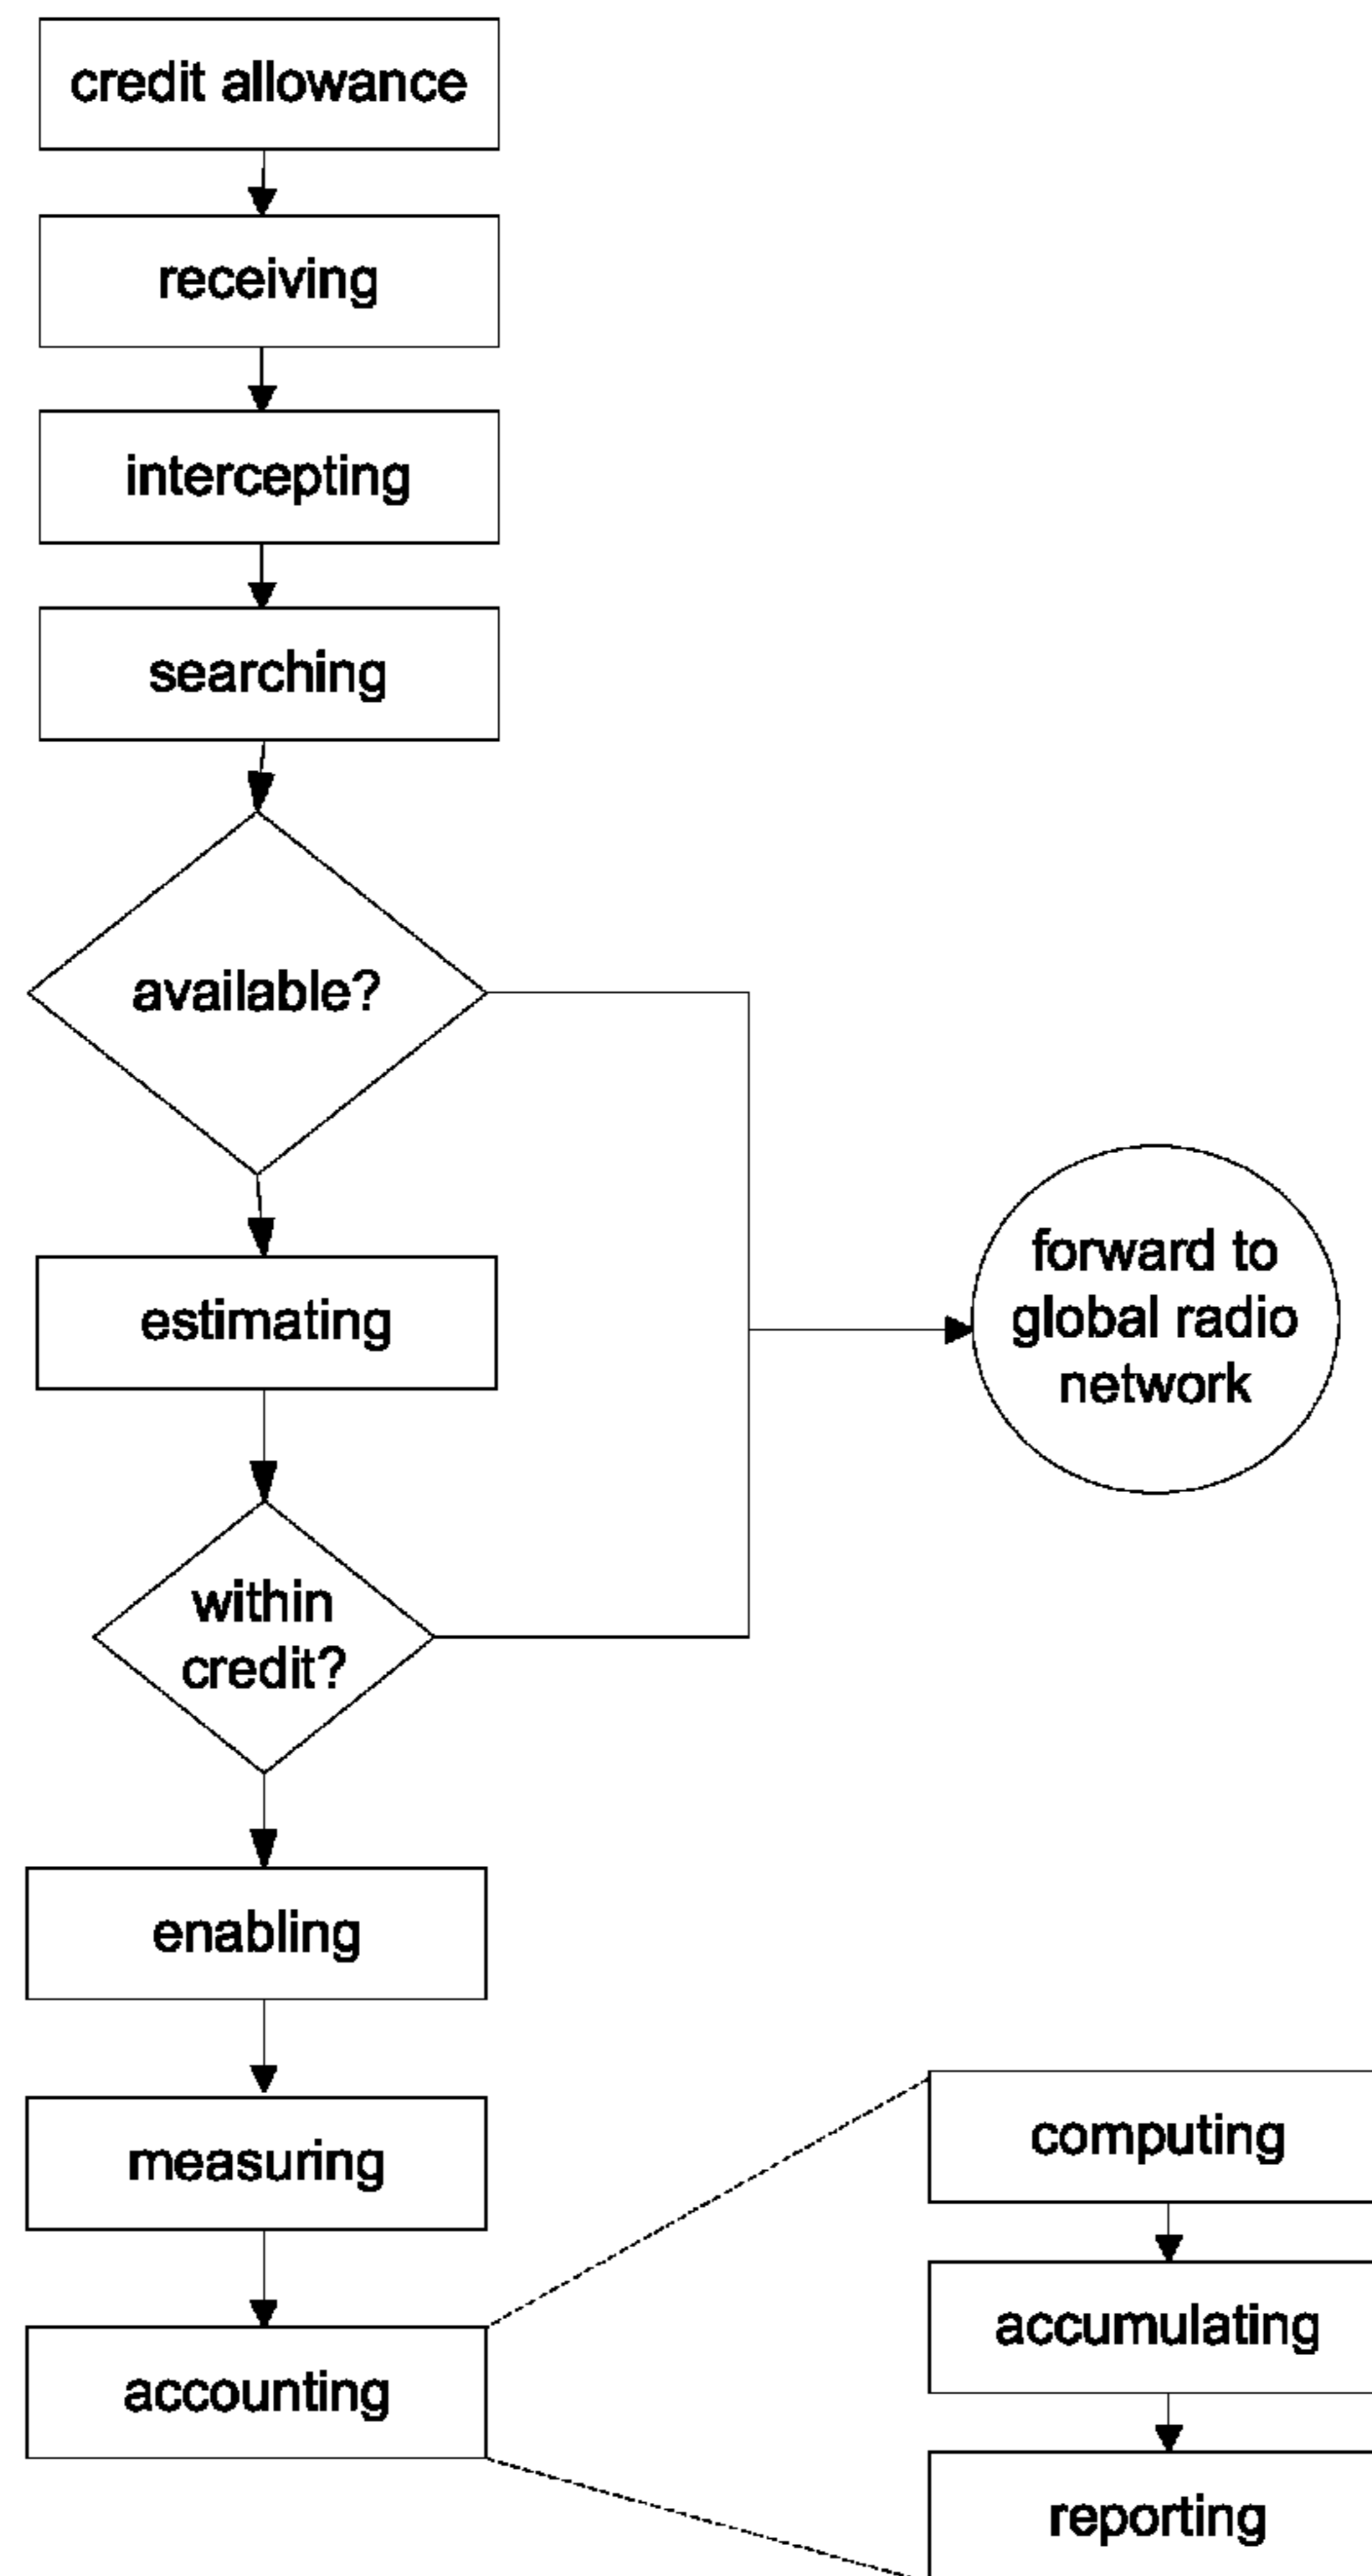 credit allowance
receiving
intercepting
searching
available?
estimating
forward to
global radio
network
within
credit?
enabling
measuring
accounting
computing
accumulating
reporting